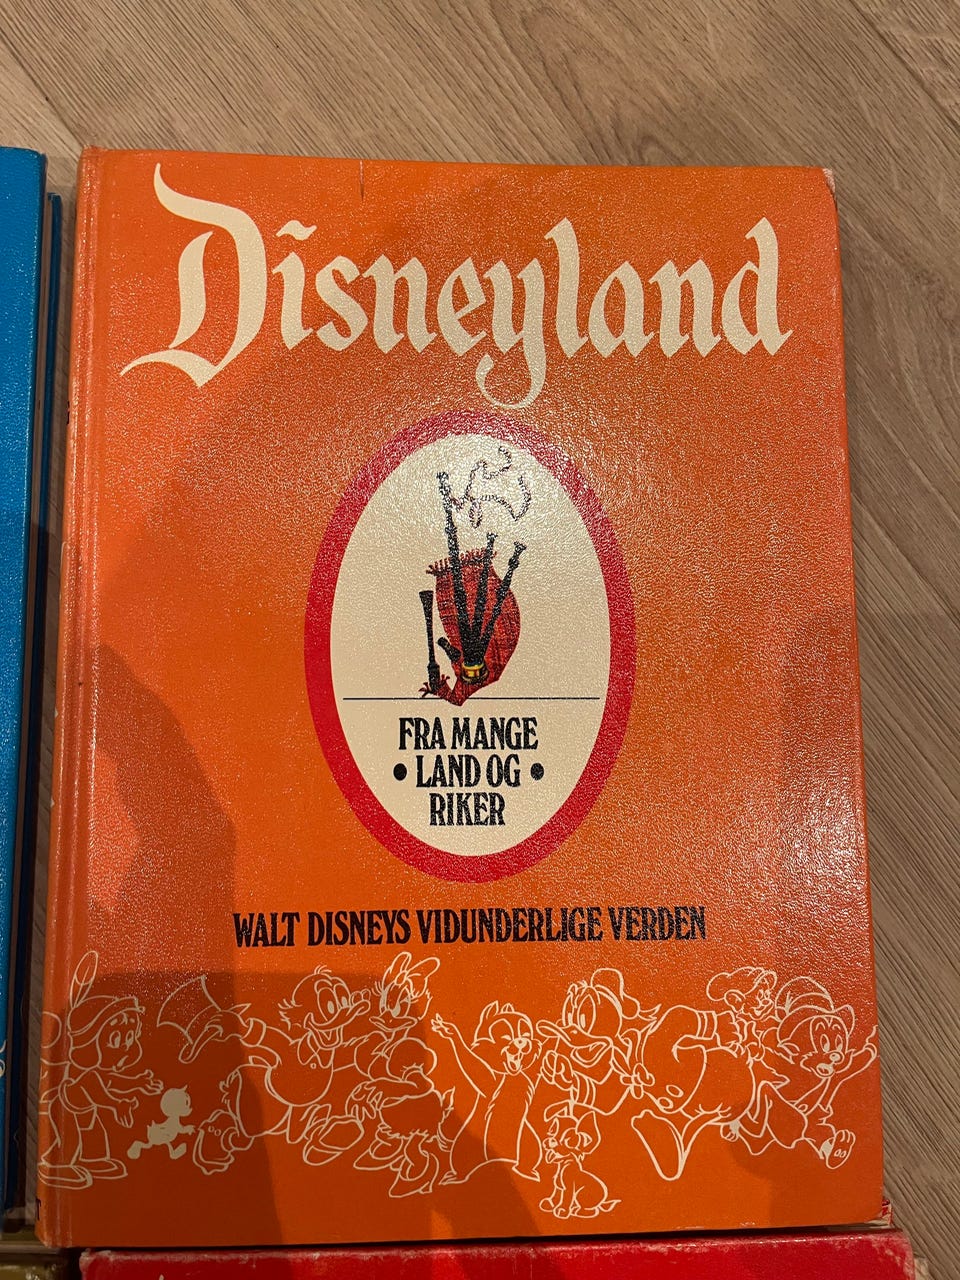 Disneyland
FRA MANGE
• LAND OG •
RIKER
WALT DISNEYS VIDUNDERLIGE VERDEN